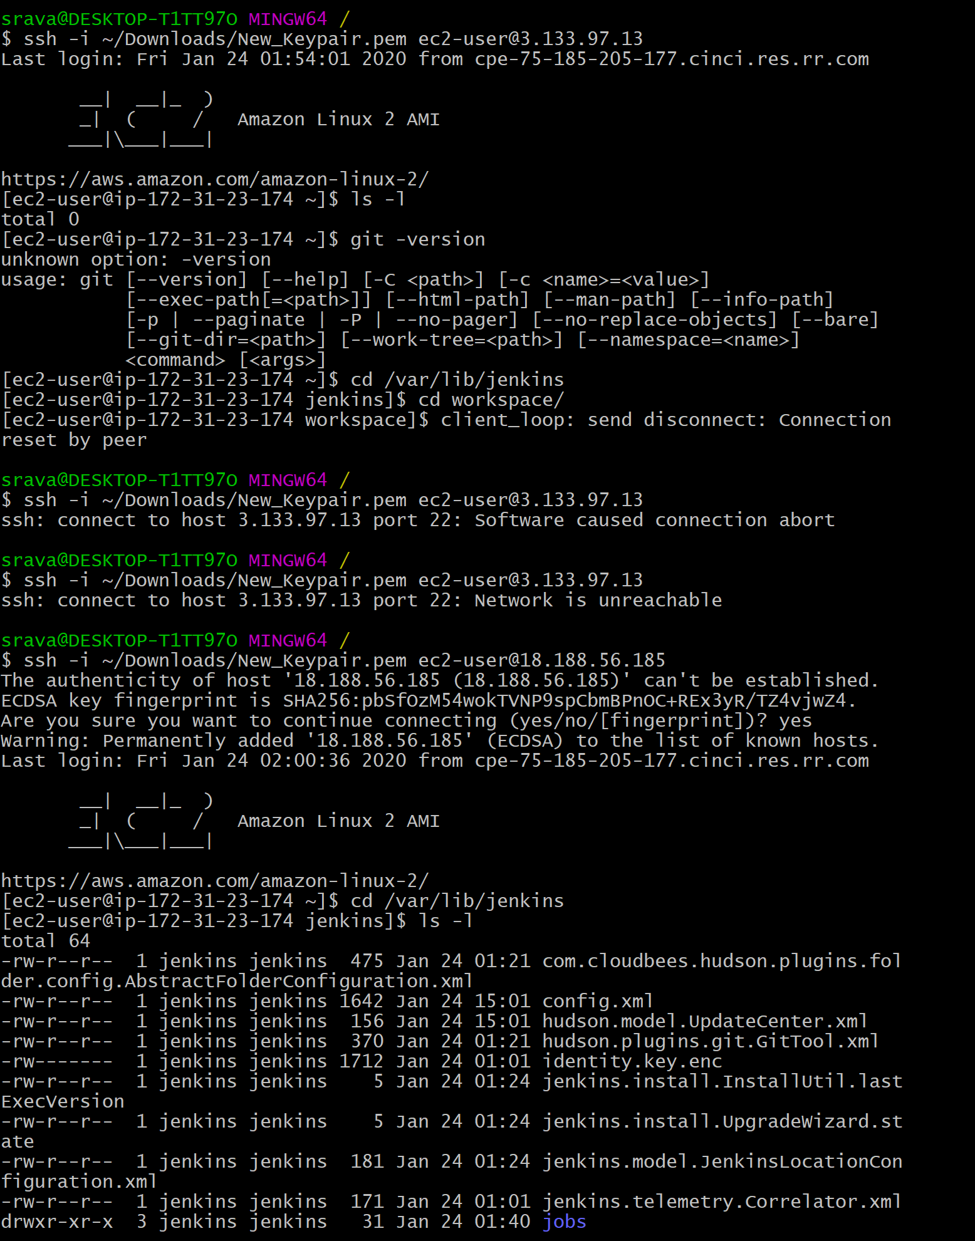 srava@DESKTOP-T1TT97O MINGW64 /
$ ssh -i ~/Downloads/New_Keypair.pem ec2-user@3.133.97.13
Last login: Fri Jan 24 01:54:01 2020 from cpe-75-185-205-177.cinci.res.rr.com

       __|  __|_  )
       _|  (     /   Amazon Linux 2 AMI
      ___|\___|___|

https://aws.amazon.com/amazon-linux-2/
[ec2-user@ip-172-31-23-174 ~]$ ls -l
total 0
[ec2-user@ip-172-31-23-174 ~]$ git -version
unknown option: -version
usage: git [--version] [--help] [-C <path>] [-c <name>=<value>]
           [--exec-path[=<path>]] [--html-path] [--man-path] [--info-path]
           [-p | --paginate | -P | --no-pager] [--no-replace-objects] [--bare]
           [--git-dir=<path>] [--work-tree=<path>] [--namespace=<name>]
           <command> [<args>]
[ec2-user@ip-172-31-23-174 ~]$ cd /var/lib/jenkins
[ec2-user@ip-172-31-23-174 jenkins]$ cd workspace/
[ec2-user@ip-172-31-23-174 workspace]$ client_loop: send disconnect: Connection
reset by peer

srava@DESKTOP-T1TT97O MINGW64 /
$ ssh -i ~/Downloads/New_Keypair.pem ec2-user@3.133.97.13
ssh: connect to host 3.133.97.13 port 22: Software caused connection abort

srava@DESKTOP-T1TT97O MINGW64 /
$ ssh -i ~/Downloads/New_Keypair.pem ec2-user@3.133.97.13
ssh: connect to host 3.133.97.13 port 22: Network is unreachable

srava@DESKTOP-T1TT97O MINGW64 /
$ ssh -i ~/Downloads/New_Keypair.pem ec2-user@18.188.56.185
The authenticity of host '18.188.56.185 (18.188.56.185)' can't be established.
ECDSA key fingerprint is SHA256:pbSfOzM54wokTVNP9spCbmBPnOC+REx3yR/TZ4vjwZ4.
Are you sure you want to continue connecting (yes/no/[fingerprint])? yes
Warning: Permanently added '18.188.56.185' (ECDSA) to the list of known hosts.
Last login: Fri Jan 24 02:00:36 2020 from cpe-75-185-205-177.cinci.res.rr.com

       __|  __|_  )
       _|  (     /   Amazon Linux 2 AMI
      ___|\___|___|

https://aws.amazon.com/amazon-linux-2/
[ec2-user@ip-172-31-23-174 ~]$ cd /var/lib/jenkins
[ec2-user@ip-172-31-23-174 jenkins]$ ls -l
total 64
-rw-r--r--  1 jenkins jenkins  475 Jan 24 01:21 com.cloudbees.hudson.plugins.fol
der.config.AbstractFolderConfiguration.xml
-rw-r--r--  1 jenkins jenkins 1642 Jan 24 15:01 config.xml
-rw-r--r--  1 jenkins jenkins  156 Jan 24 15:01 hudson.model.UpdateCenter.xml
-rw-r--r--  1 jenkins jenkins  370 Jan 24 01:21 hudson.plugins.git.GitTool.xml
-rw-------  1 jenkins jenkins 1712 Jan 24 01:01 identity.key.enc
-rw-r--r--  1 jenkins jenkins    5 Jan 24 01:24 jenkins.install.InstallUtil.last
ExecVersion
-rw-r--r--  1 jenkins jenkins    5 Jan 24 01:24 jenkins.install.UpgradeWizard.st
ate
-rw-r--r--  1 jenkins jenkins  181 Jan 24 01:24 jenkins.model.JenkinsLocationCon
figuration.xml
-rw-r--r--  1 jenkins jenkins  171 Jan 24 01:01 jenkins.telemetry.Correlator.xml
drwxr-xr-x  3 jenkins jenkins   31 Jan 24 01:40 jobs